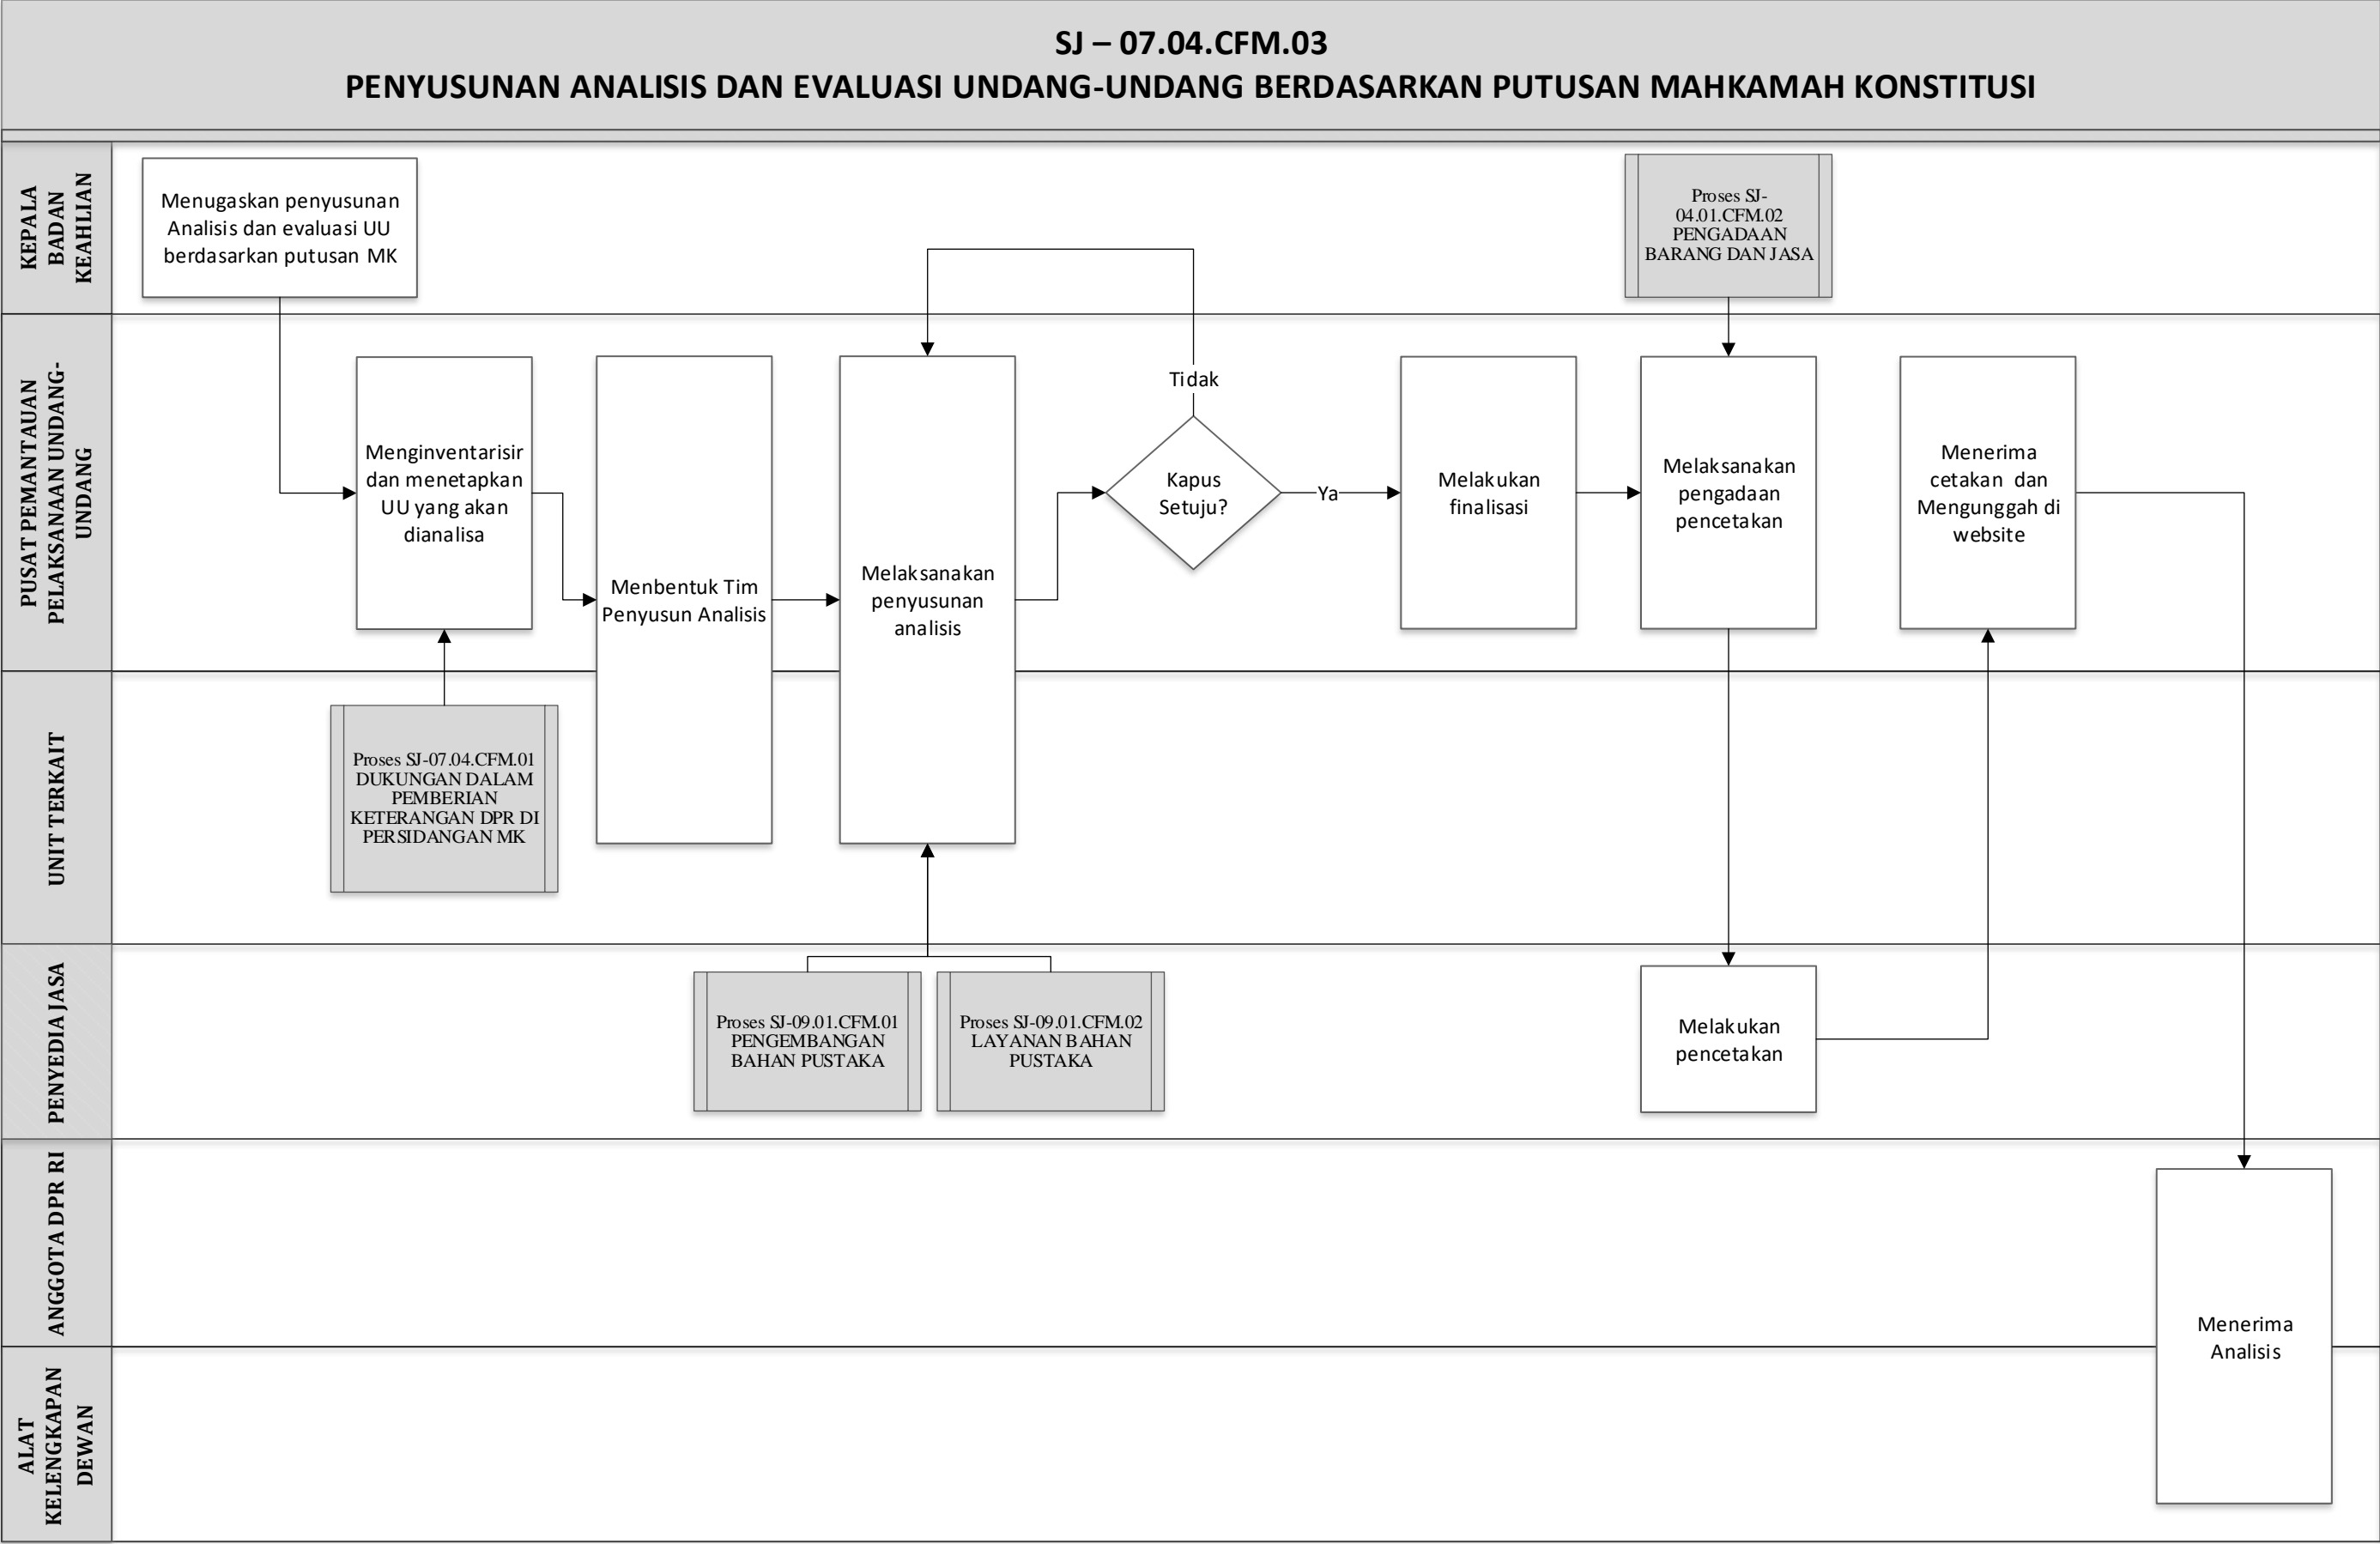 SJ – 07.04.CFM.03
PENYUSUNAN ANALISIS DAN EVALUASI UNDANG-UNDANG BERDASARKAN PUTUSAN MAHKAMAH KONSTITUSI
KEPALA
BADAN
KEAHLIAN
Menugaskan penyusunan
Analisis dan evaluasi UU
berdasarkan putusan MK
Proses SJ-
04.01.CFM.02
PENGADAAN
BARANG DAN JASA
PUSAT PEMANTAUAN
PELAKSANAAN UNDANG-
UNDANG
Menginventarisir
dan menetapkan
UU yang akan
dianalisa
Menbentuk Tim
Penyusun Analisis
Melaksanakan
penyusunan
analisis
Tidak
Kapus
Setuju?
Ya
Melakukan
finalisasi
Melaksanakan
pengadaan
pencetakan
Menerima
cetakan dan
Mengunggah di
website
UNIT TERKAIT
Proses SJ-07.04.CFM.01
DUKUNGAN DALAM
PEMBERIAN
KETERANGAN DPR DI
PERSIDANGAN MK
PENYEDIA JASA
Proses SJ-09.01.CFM.01
PENGEMBANGAN
BAHAN PUSTAKA
Proses SJ-09.01.CFM.02
LAYANAN BAHAN
PUSTAKA
Melakukan
pencetakan
ANGGOTA DPR RI
Menerima
Analisis
ALAT
KELENGKAPAN
DEWAN